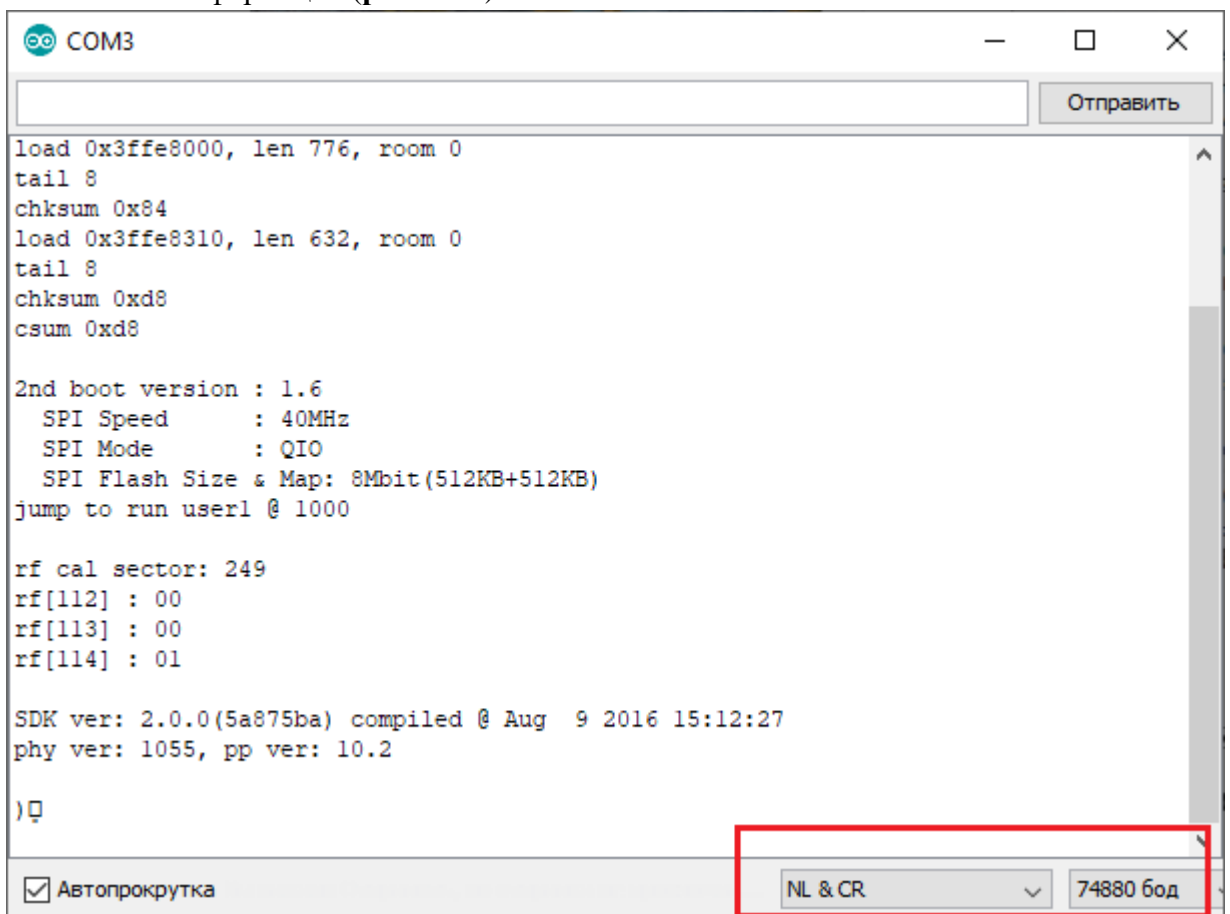 COM3
Отправить
load 0x3ffe8000, len 776, room 0
tail 8
chksum 0x84
load 0x3ffe8310, len 632, room 0
tail 8
chksum 0xd8
csum 0xd8
2nd boot version : 1.6
SPI Speed : 40MHz
SPI Mode : QIO
SPI Flash Size & Map: 8Mbit(512KB+512KB)
jump to run user1 @ 1000
rf cal sector: 249
rf[112] : 00
rf[113] : 00
rf[114] : 01
SDK ver: 2.0.0(5a875ba) compiled @ Aug 9 2016 15:12:27
phy ver: 1055, pp ver: 10.2
)
Автопрокрутка NL & CR 74880 бод